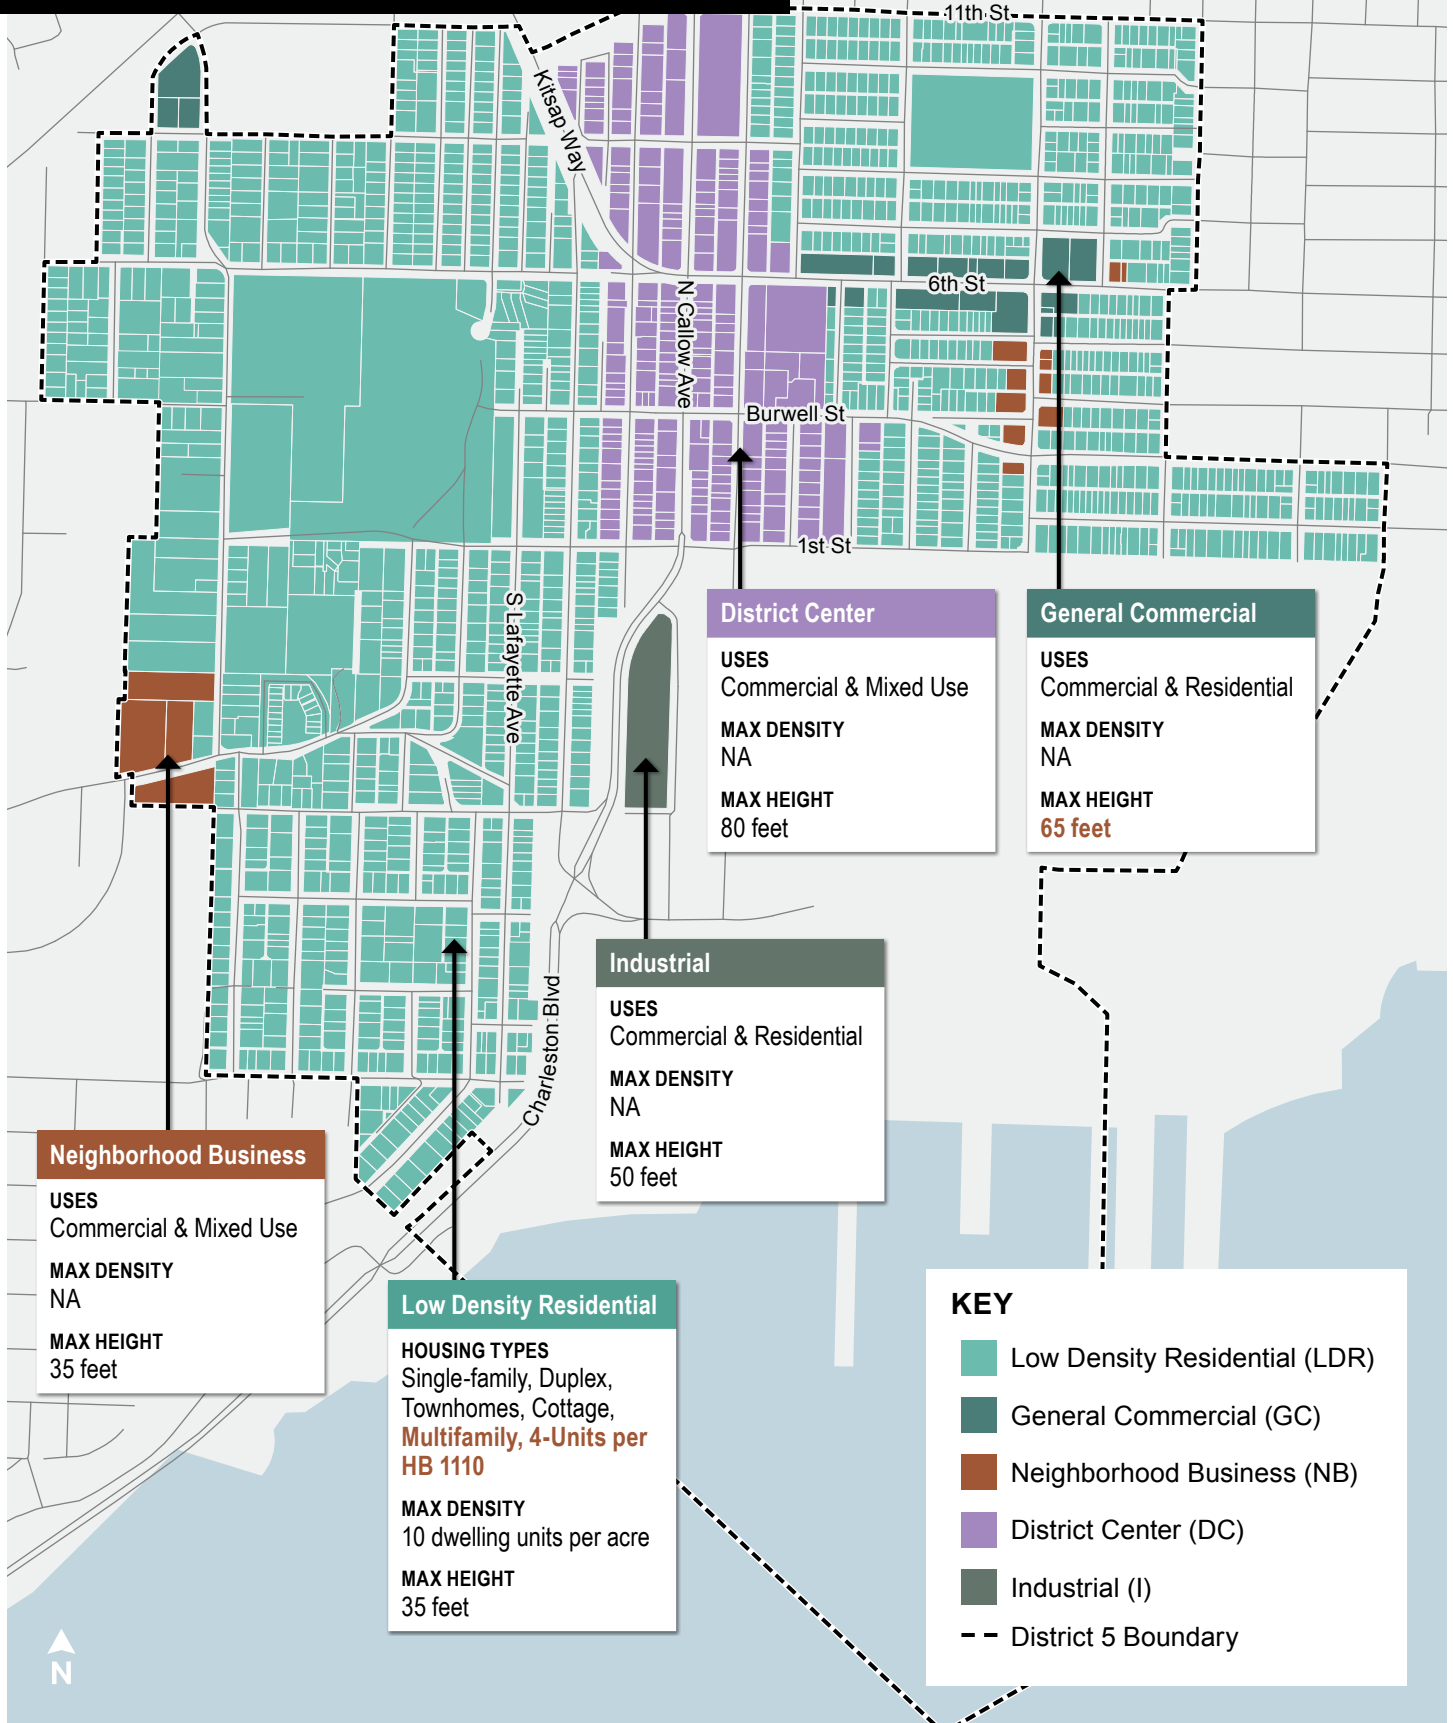 11th St
Kitsap Way
6th St
N Callow Ave
Burwell St
1st St
S Lafayette Ave
District Center
USES
Commercial & Mixed Use
MAX DENSITY
NA
MAX HEIGHT
80 feet
General Commercial
USES
Commercial & Residential
MAX DENSITY
NA
MAX HEIGHT
65 feet
Industrial
USES
Commercial & Residential
MAX DENSITY
NA
MAX HEIGHT
50 feet
Charleston Blvd
Neighborhood Business
USES
Commercial & Mixed Use
MAX DENSITY
NA
MAX HEIGHT
35 feet
Low Density Residential
HOUSING TYPES
Single-family, Duplex,
Townhomes, Cottage,
Multifamily, 4-Units per
HB 1110
MAX DENSITY
10 dwelling units per acre
MAX HEIGHT
35 feet
KEY
Low Density Residential (LDR)
General Commercial (GC)
Neighborhood Business (NB)
District Center (DC)
Industrial (I)
District 5 Boundary
N